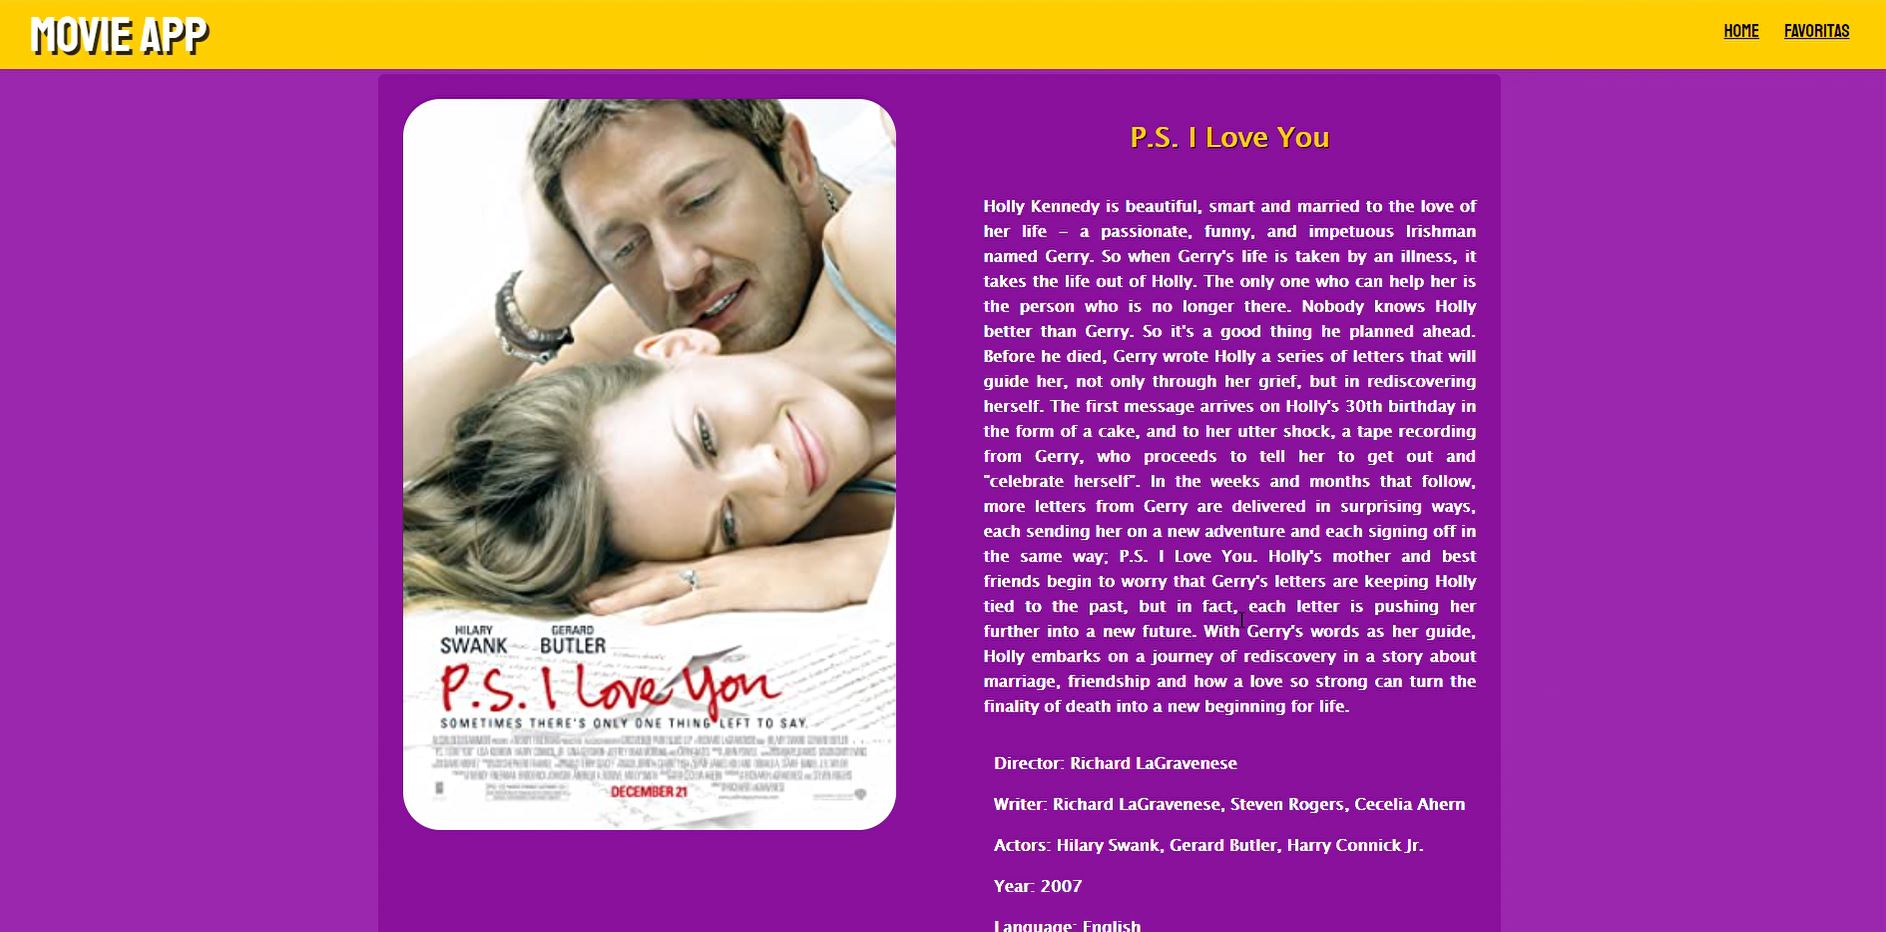 MOVIE APP
HOME FAVORITAS
P.S. I Love You
Holly Kennedy is beautiful, smart and married to the love of
her life – a passionate, funny, and impetuous Irishman
named Gerry. So when Gerry's life is taken by an illness, it
takes the life out of Holly. The only one who can help her is
the person who is no longer there. Nobody knows Holly
better than Gerry. So it's a good thing he planned ahead.
Before he died, Gerry wrote Holly a series of letters that will
guide her, not only through her grief, but in rediscovering
herself. The first message arrives on Holly's 30th birthday in
the form of a cake, and to her utter shock, a tape recording
from Gerry, who proceeds to tell her to get out and
"celebrate herself". In the weeks and months that follow,
more letters from Gerry are delivered in surprising ways,
each sending her on a new adventure and each signing off in
the same way; P.S. I Love You. Holly's mother and best
friends begin to worry that Gerry's letters are keeping Holly
tied to the past, but in fact, each letter is pushing her
further into a new future. With Gerry's words as her guide,
Holly embarks on a journey of rediscovery in a story about
marriage, friendship and how a love so strong can turn the
finality of death into a new beginning for life.
Director: Richard LaGravenese
Writer: Richard LaGravenese, Steven Rogers, Cecelia Ahern
Actors: Hilary Swank, Gerard Butler, Harry Connick Jr.
Year: 2007
Language: English
HILARY GERARD
SWANK BUTLER
P.S. I Love You
SOMETIMES THERE'S ONLY ONE THING LEFT TO SAY.
DECEMBER 21